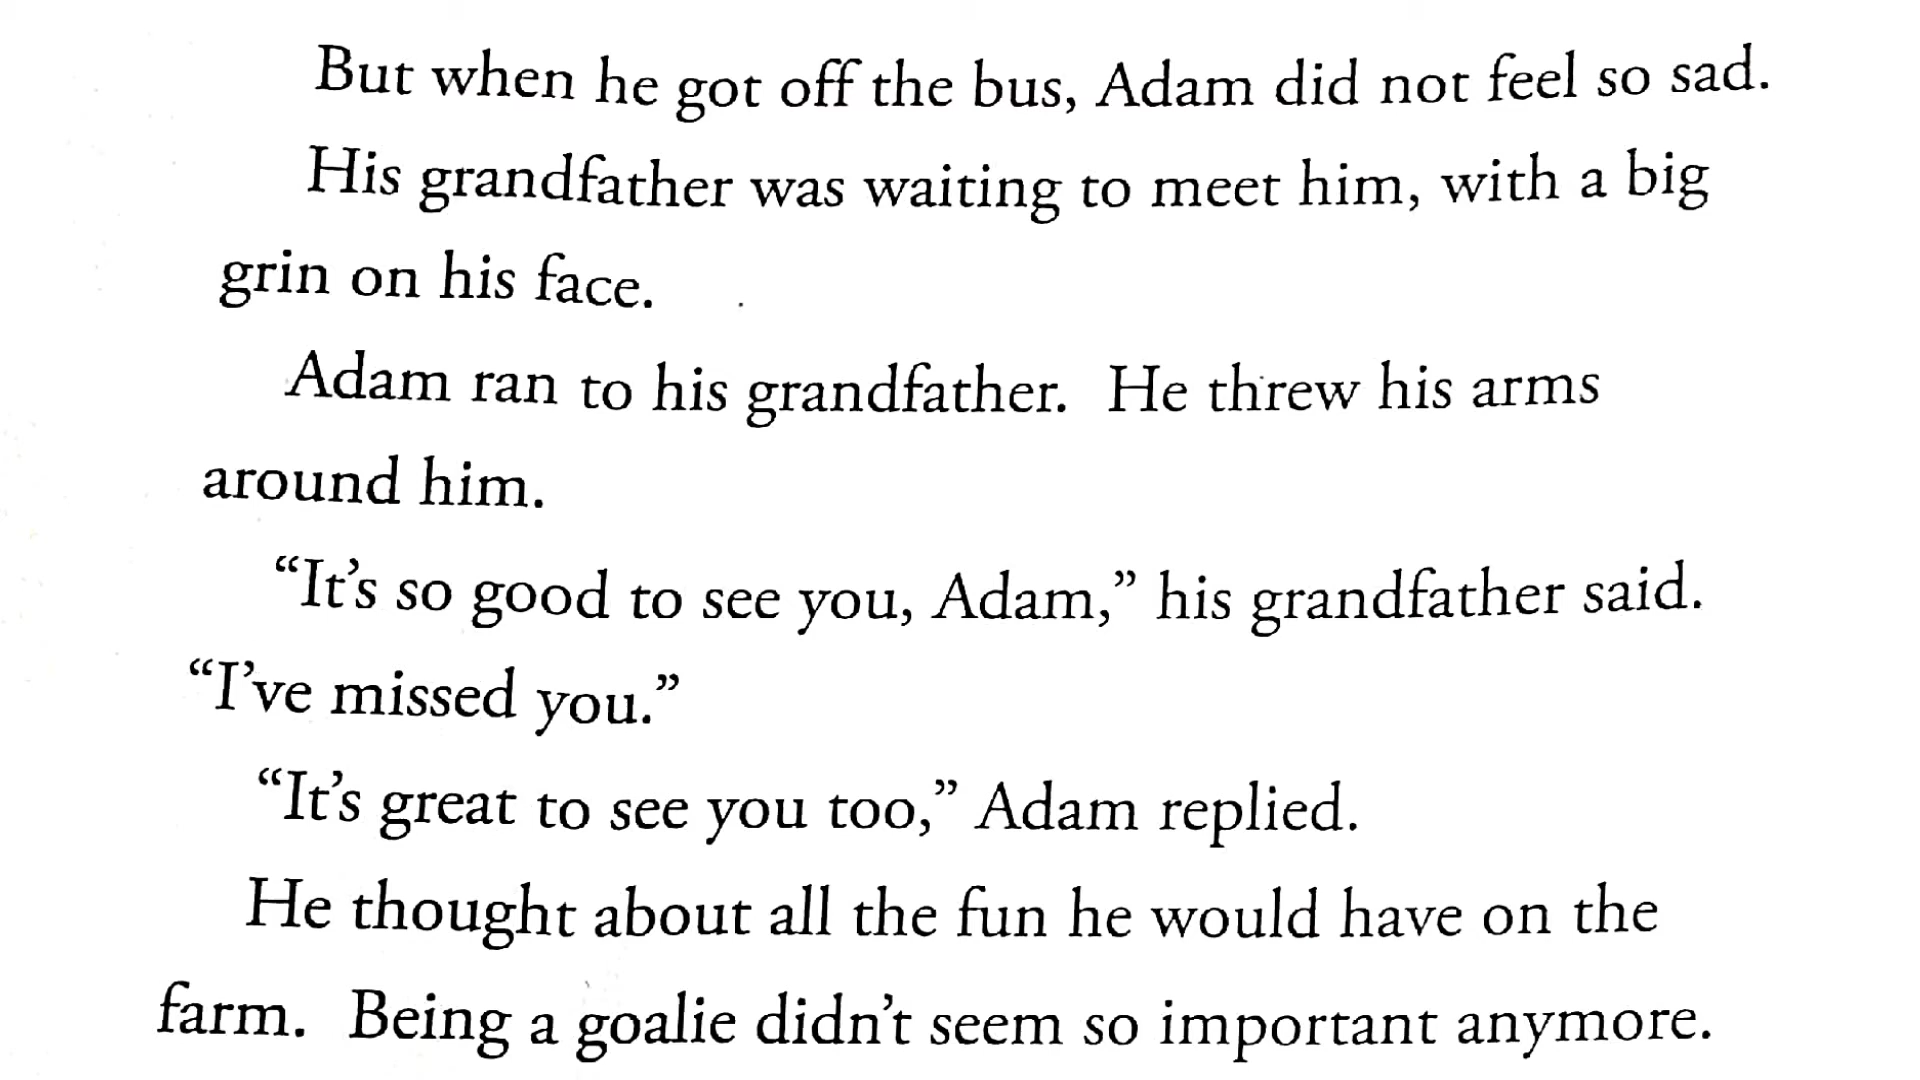 But when he got off the bus, Adam did not feel so sad.
His grandfather was waiting to meet him, with a big
grin on his face.
Adam ran to his grandfather. He threw his arms
around him.
“It’s so good to see you, Adam,” his grandfather said.
“I’ve missed you.”
“It’s great to see you too,” Adam replied.
He thought about all the fun he would have on the
farm. Being a goalie didn’t seem so important anymore.